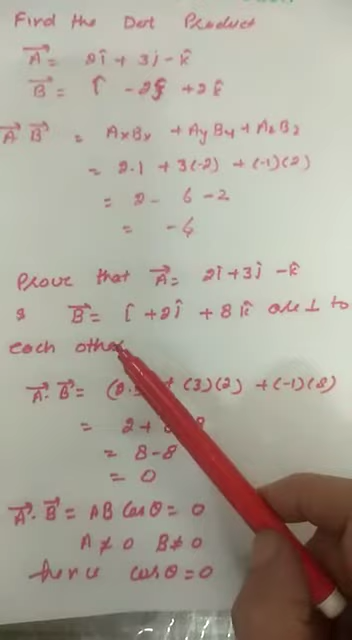 Find the Dot Product
A⃗ = 2î + 3ĵ - k̂
B⃗ = î - 2ĵ + 2k̂
A⃗ B⃗ = AxBx + AyBy + AzBz
= 2.1 + 3(-2) + (-1)(2)
= 2 - 6 - 2
= -6
Prove that A⃗ = 2î + 3ĵ - k̂
& B⃗ = î + 2ĵ + 8k̂ are ⊥ to
each other
A⃗. B⃗ = (3)(2) + (-1)(8)
= 2 +
= 8 - 8
= 0
A⃗. B⃗ = AB cos θ = 0
A ≠ 0 B ≠ 0
hence cos θ = 0